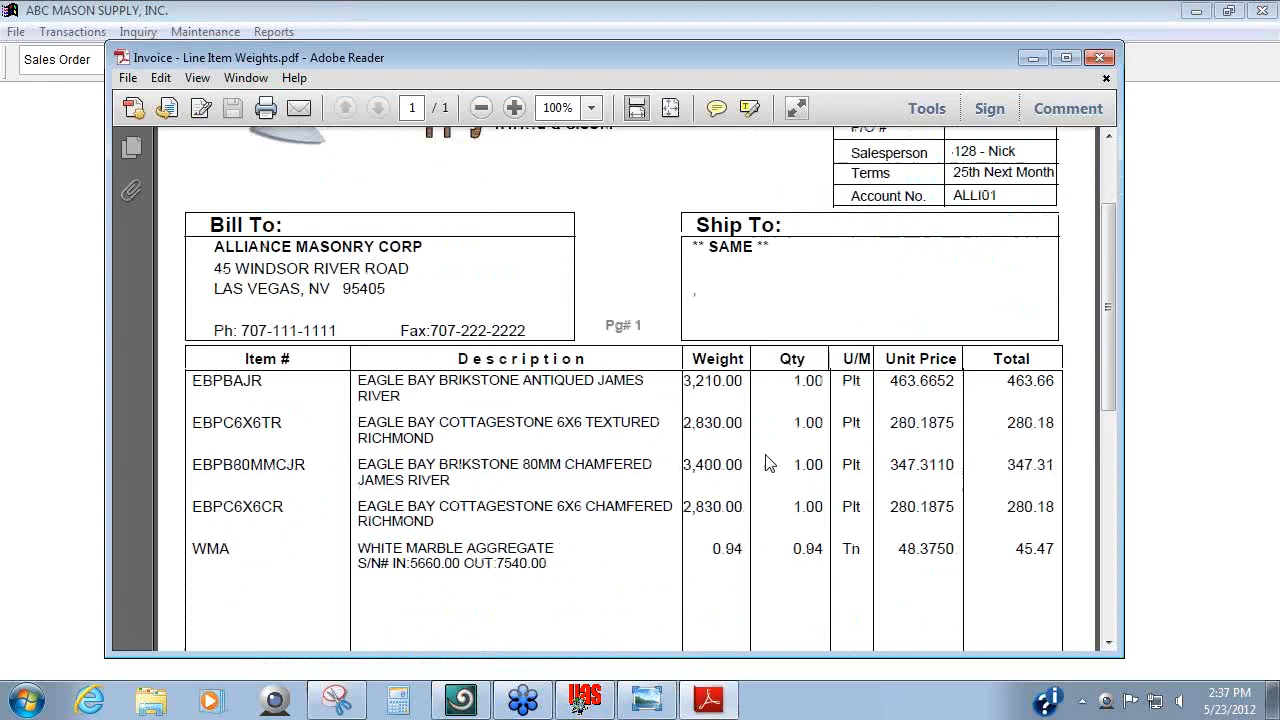 ABC MASON SUPPLY, INC.
File Transactions Inquiry Maintenance Reports
Sales Order
Invoice - Line Item Weights.pdf - Adobe Reader
File Edit View Window Help
1 / 1 100% Tools Sign Comment
P/O #
Salesperson 128 - Nick
Terms 25th Next Month
Account No. ALLI01
Bill To: Ship To:
ALLIANCE MASONRY CORP ** SAME **
45 WINDSOR RIVER ROAD
LAS VEGAS, NV 95405 ,
Ph: 707-111-1111 Fax:707-222-2222 Pg# 1
Item # Description Weight Qty U/M Unit Price Total
EBPBAJR EAGLE BAY BRIKSTONE ANTIQUED JAMES 3,210.00 1.00 Plt 463.6652 463.66
RIVER
EBPC6X6TR EAGLE BAY COTTAGESTONE 6X6 TEXTURED 2,830.00 1.00 Plt 280.1875 280.18
RICHMOND
EBPB80MMCJR EAGLE BAY BRIKSTONE 80MM CHAMFERED 3,400.00 1.00 Plt 347.3110 347.31
JAMES RIVER
EBPC6X6CR EAGLE BAY COTTAGESTONE 6X6 CHAMFERED 2,830.00 1.00 Plt 280.1875 280.18
RICHMOND
WMA WHITE MARBLE AGGREGATE 0.94 0.94 Tn 48.3750 45.47
S/N# IN:5660.00 OUT:7540.00
2:37 PM
5/23/2012